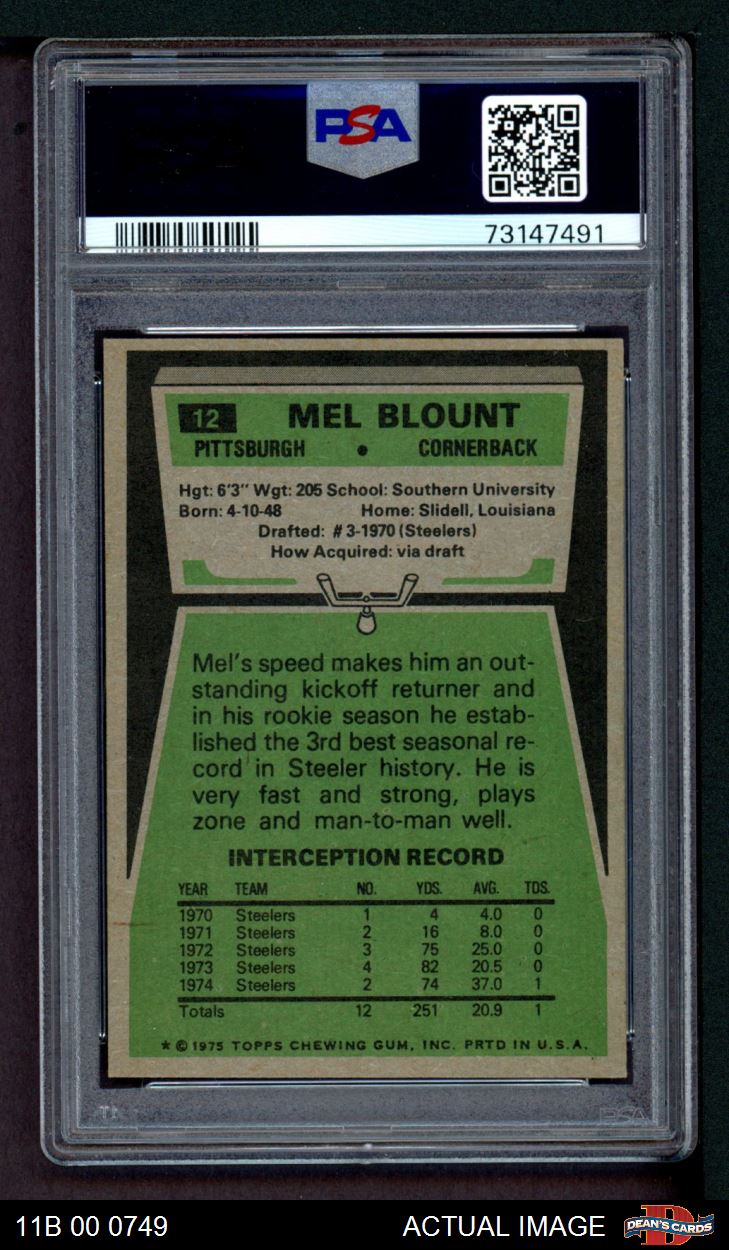 PSA
73147491
12 MEL BLOUNT
PITTSBURGH • CORNERBACK
Hgt: 6'3" Wgt: 205 School: Southern University
Born: 4-10-48 Home: Slidell, Louisiana
Drafted: #3-1970 (Steelers)
How Acquired: via draft
Mel's speed makes him an out-
standing kickoff returner and
in his rookie season he estab-
lished the 3rd best seasonal re-
cord in Steeler history. He is
very fast and strong, plays
zone and man-to-man well.
INTERCEPTION RECORD
YEAR TEAM NO. YDS. AVG. TDS.
1970 Steelers 1 4 4.0 0
1971 Steelers 2 16 8.0 0
1972 Steelers 3 75 25.0 0
1973 Steelers 4 82 20.5 0
1974 Steelers 2 74 37.0 1
Totals 12 251 20.9 1
* © 1975 TOPPS CHEWING GUM, INC. PRTD IN U.S.A.
PSA
11B 00 0749 ACTUAL IMAGE DEAN'S CARDS